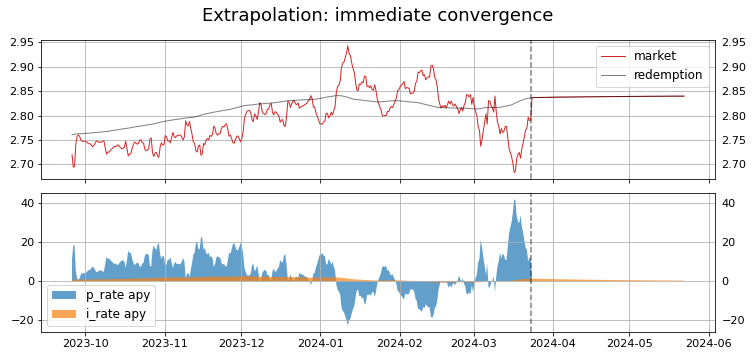 Extrapolation: immediate convergence
2.95 2.95
2.90 2.90
2.85 2.85
2.80 2.80
2.75 2.75
2.70 2.70
market
redemption
40 40
20 20
0 0
−20 −20
p_rate apy
i_rate apy
2023-10 2023-11 2023-12 2024-01 2024-02 2024-03 2024-04 2024-05 2024-06